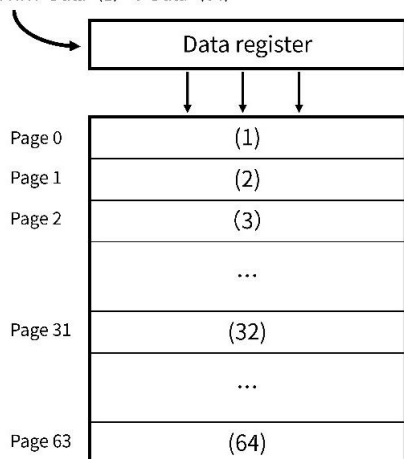 Data register
Page 0 (1)
Page 1 (2)
Page 2 (3)
...
Page 31 (32)
...
Page 63 (64)